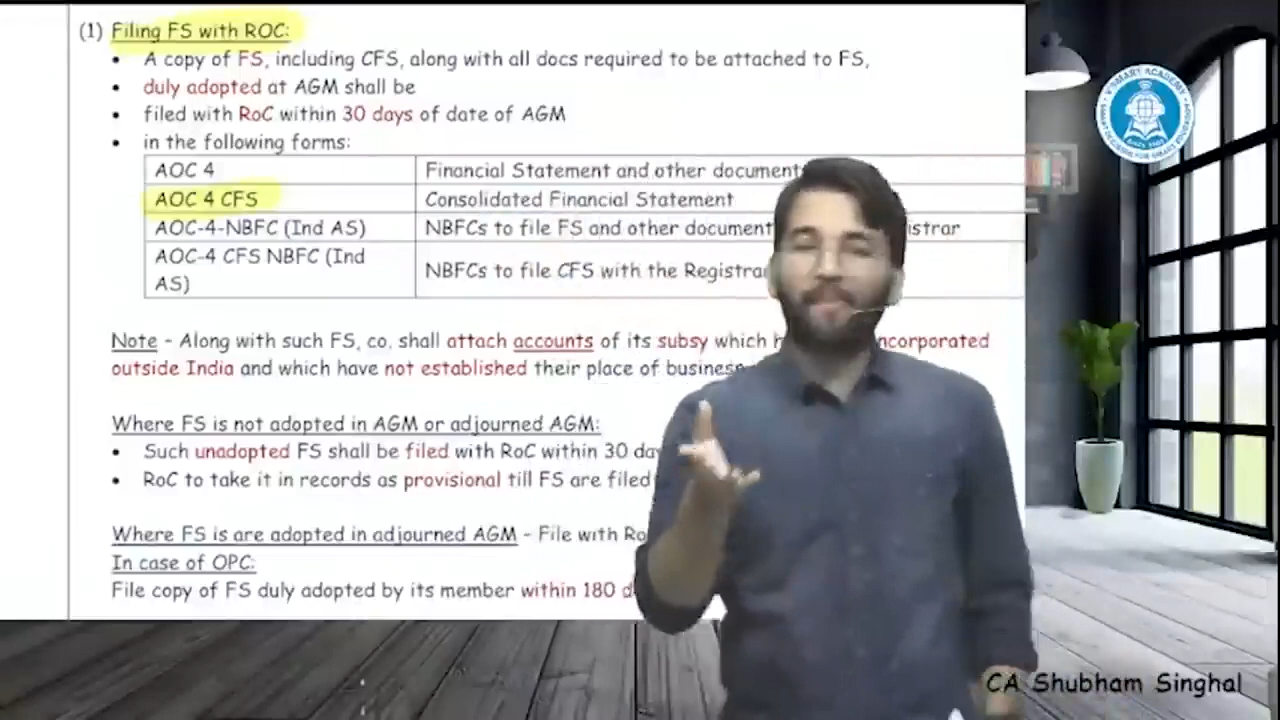 (1) Filing FS with ROC:
• A copy of FS, including CFS, along with all docs required to be attached to FS,
• duly adopted at AGM shall be
• filed with RoC within 30 days of date of AGM
• in the following forms:
AOC 4 Financial Statement and other document
AOC 4 CFS Consolidated Financial Statement
AOC-4-NBFC (Ind AS) NBFCs to file FS and other document
AOC-4 CFS NBFC (Ind
AS) NBFCs to file CFS with the
Note - Along with such FS, co. shall attach accounts of its subsy which
outside India and which have not established their place of business
Where FS is not adopted in AGM or adjourned AGM:
• Such unadopted FS shall be filed with RoC within 30
• RoC to take it in records as provisional till FS are filed
Where FS is are adopted in adjourned AGM - File with
In case of OPC:
File copy of FS duly adopted by its member within 180
V'SMART ACADEMY
CA Shubham Singhal